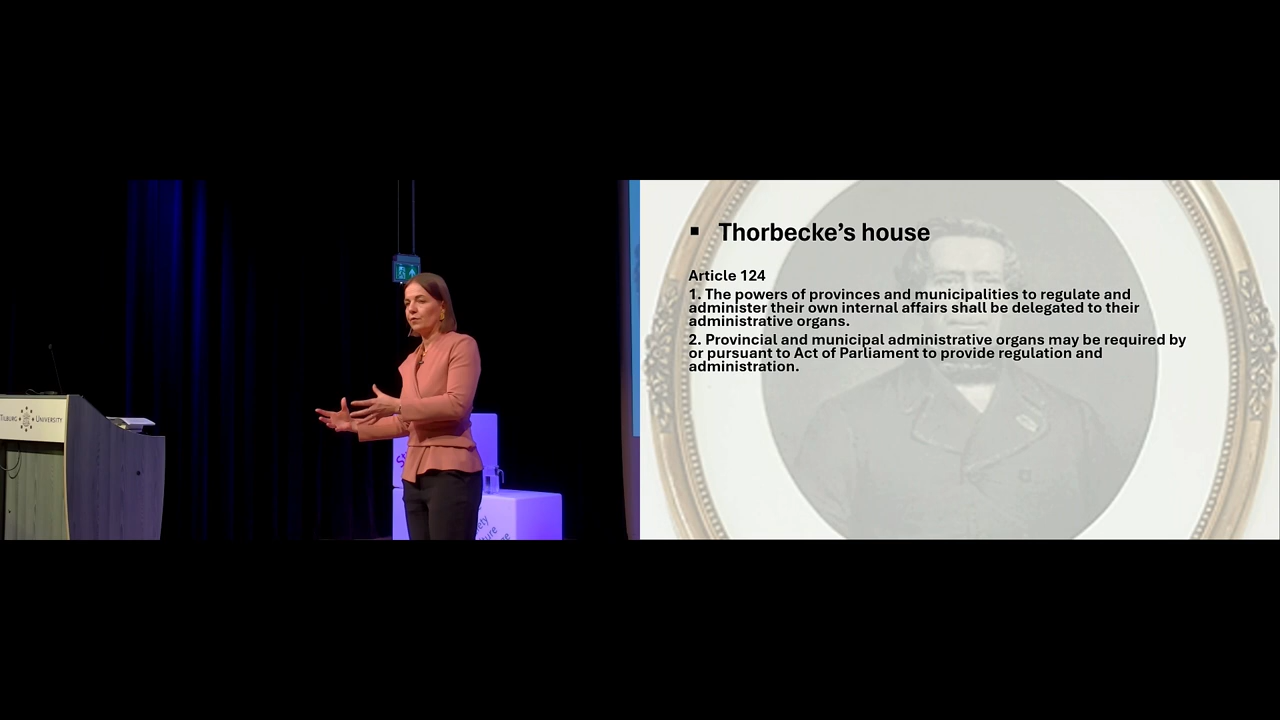 TILBURG UNIVERSITY
▪ Thorbecke's house
Article 124
1. The powers of provinces and municipalities to regulate and
administer their own internal affairs shall be delegated to their
administrative organs.
2. Provincial and municipal administrative organs may be required by
or pursuant to Act of Parliament to provide regulation and
administration.